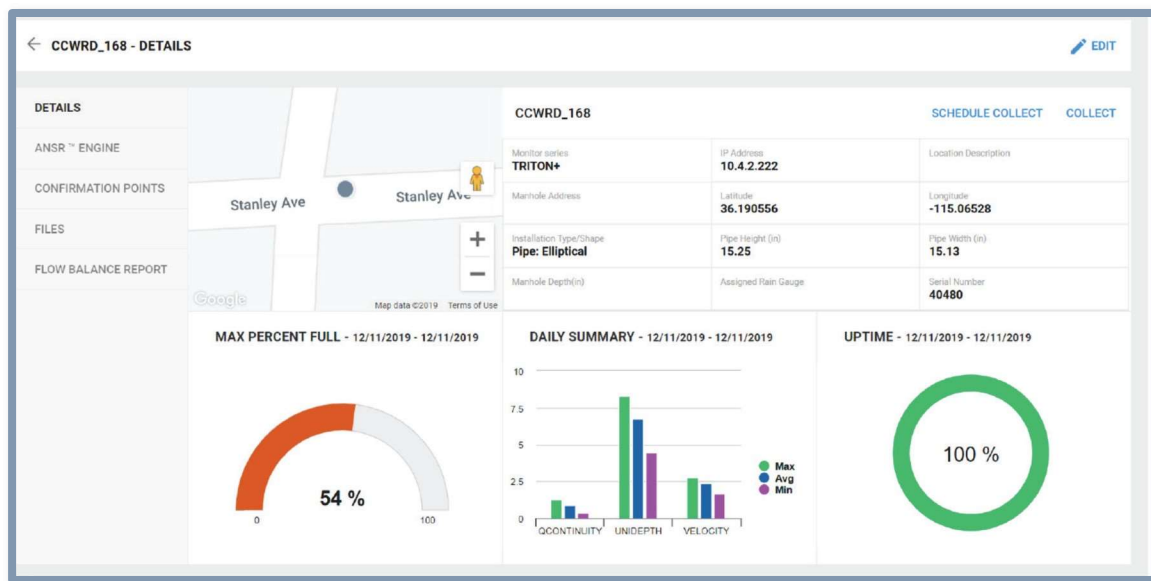 CCWRD_168 - DETAILS
EDIT
DETAILS
ANSR ™ ENGINE
CONFIRMATION POINTS
FILES
FLOW BALANCE REPORT
Stanley Ave
Stanley Ave
Google
Map data ©2019 Terms of Use
CCWRD_168
SCHEDULE COLLECT COLLECT
Monitor series
TRITON+
IP Address
10.4.2.222
Location Description
Manhole Address
Latitude
36.190556
Longitude
-115.06528
Installation Type/Shape
Pipe: Elliptical
Pipe Height (in)
15.25
Pipe Width (in)
15.13
Manhole Depth(in)
Assigned Rain Gauge
Serial Number
40480
MAX PERCENT FULL - 12/11/2019 - 12/11/2019
54 %
0
100
DAILY SUMMARY - 12/11/2019 - 12/11/2019
10
7.5
5
2.5
0
QCONTINUITY UNIDEPTH VELOCITY
Max
Avg
Min
UPTIME - 12/11/2019 - 12/11/2019
100 %